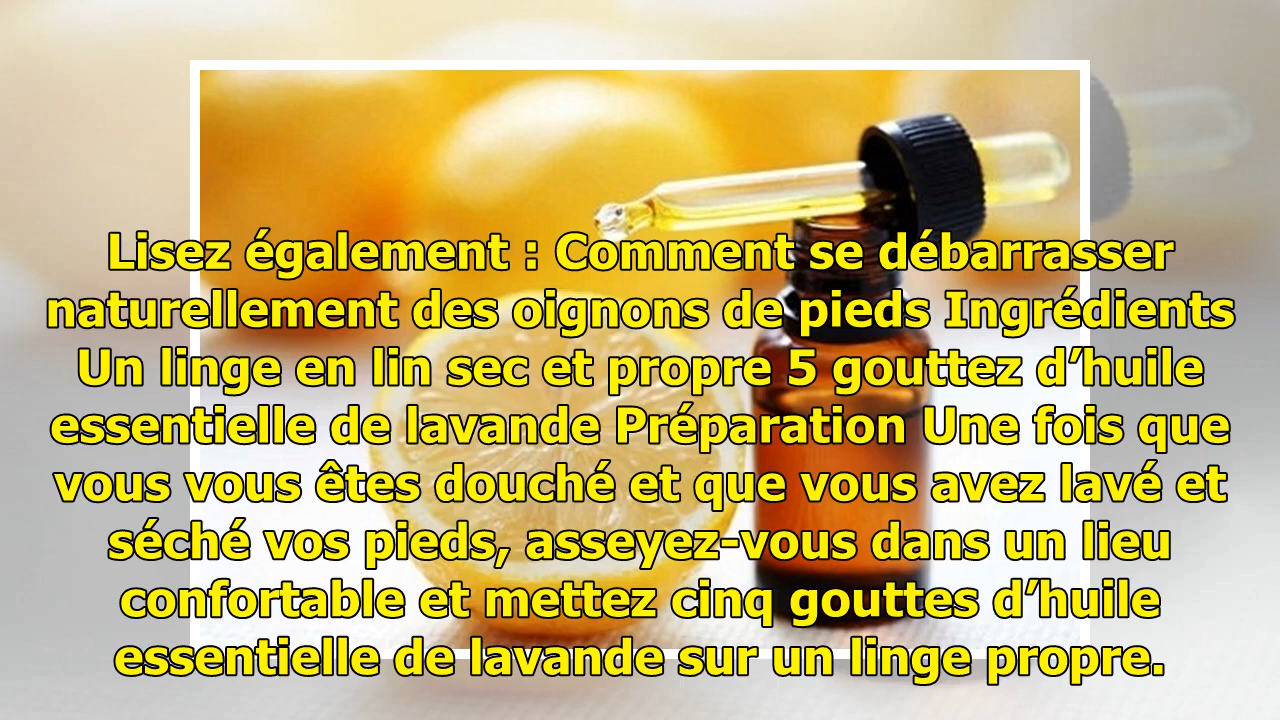 Lisez également : Comment se débarrasser
naturellement des oignons de pieds Ingrédients
Un linge en lin sec et propre 5 gouttez d’huile
essentielle de lavande Préparation Une fois que
vous vous êtes douché et que vous avez lavé et
séché vos pieds, asseyez-vous dans un lieu
confortable et mettez cinq gouttes d’huile
essentielle de lavande sur un linge propre.